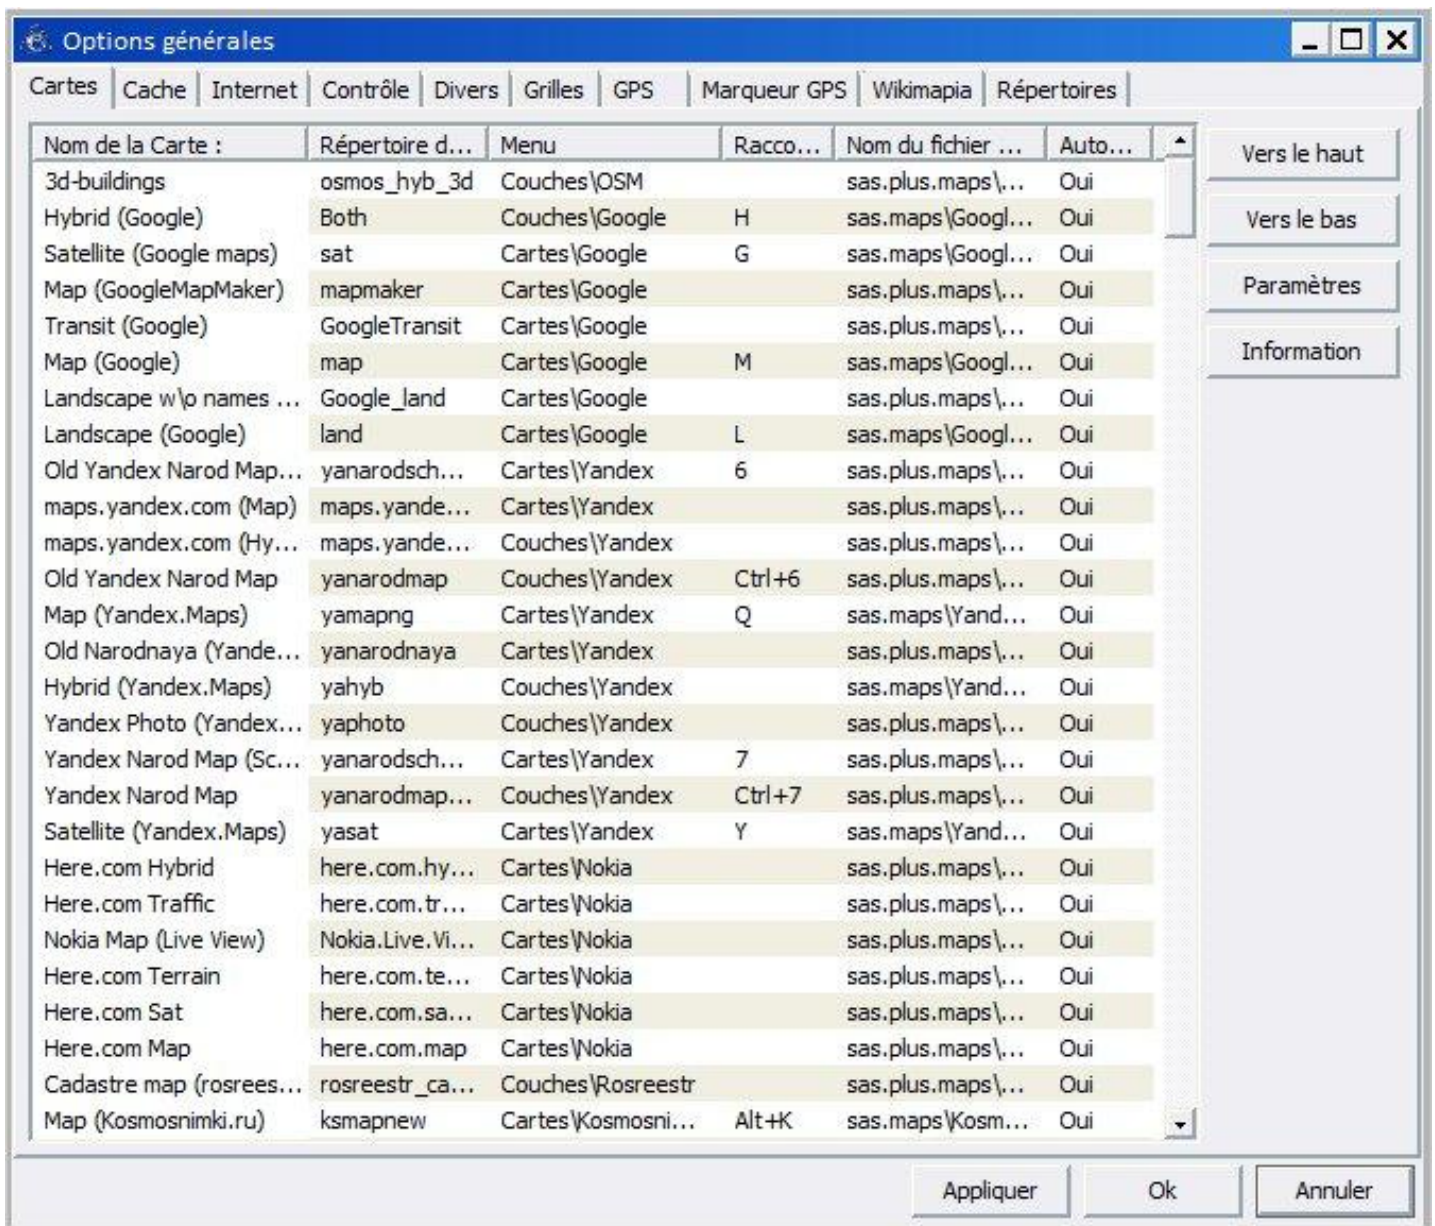 Options générales
Cartes Cache Internet Contrôle Divers Grilles GPS Marqueur GPS Wikimapia Répertoires
Nom de la Carte : Répertoire d... Menu Racco... Nom du fichier ... Auto...
3d-buildings osmos_hyb_3d Couches\OSM sas.plus.maps\... Oui
Hybrid (Google) Both Couches\Google H sas.maps\Googl... Oui
Satellite (Google maps) sat Cartes\Google G sas.maps\Googl... Oui
Map (GoogleMapMaker) mapmaker Cartes\Google sas.plus.maps\... Oui
Transit (Google) GoogleTransit Cartes\Google sas.plus.maps\... Oui
Map (Google) map Cartes\Google M sas.maps\Googl... Oui
Landscape w\o names ... Google_land Cartes\Google sas.plus.maps\... Oui
Landscape (Google) land Cartes\Google L sas.maps\Googl... Oui
Old Yandex Narod Map... yanarodsch... Cartes\Yandex 6 sas.plus.maps\... Oui
maps.yandex.com (Map) maps.yande... Cartes\Yandex sas.plus.maps\... Oui
maps.yandex.com (Hy... maps.yande... Couches\Yandex sas.plus.maps\... Oui
Old Yandex Narod Map yanarodmap Couches\Yandex Ctrl+6 sas.plus.maps\... Oui
Map (Yandex.Maps) yamapng Cartes\Yandex Q sas.maps\Yand... Oui
Old Narodnaya (Yande... yanarodnaya Cartes\Yandex sas.plus.maps\... Oui
Hybrid (Yandex.Maps) yahyb Couches\Yandex sas.maps\Yand... Oui
Yandex Photo (Yandex... yaphoto Couches\Yandex sas.plus.maps\... Oui
Yandex Narod Map (Sc... yanarodsch... Cartes\Yandex 7 sas.plus.maps\... Oui
Yandex Narod Map yanarodmap... Couches\Yandex Ctrl+7 sas.plus.maps\... Oui
Satellite (Yandex.Maps) yasat Cartes\Yandex Y sas.maps\Yand... Oui
Here.com Hybrid here.com.hy... Cartes\Nokia sas.plus.maps\... Oui
Here.com Traffic here.com.tr... Cartes\Nokia sas.plus.maps\... Oui
Nokia Map (Live View) Nokia.Live.Vi... Cartes\Nokia sas.plus.maps\... Oui
Here.com Terrain here.com.te... Cartes\Nokia sas.plus.maps\... Oui
Here.com Sat here.com.sa... Cartes\Nokia sas.plus.maps\... Oui
Here.com Map here.com.map Cartes\Nokia sas.plus.maps\... Oui
Cadastre map (rosrees... rosreestr_ca... Couches\Rosreestr sas.plus.maps\... Oui
Map (Kosmosnimki.ru) ksmapnew Cartes\Kosmosni... Alt+K sas.maps\Kosm... Oui
Vers le haut
Vers le bas
Paramètres
Information
Appliquer Ok Annuler